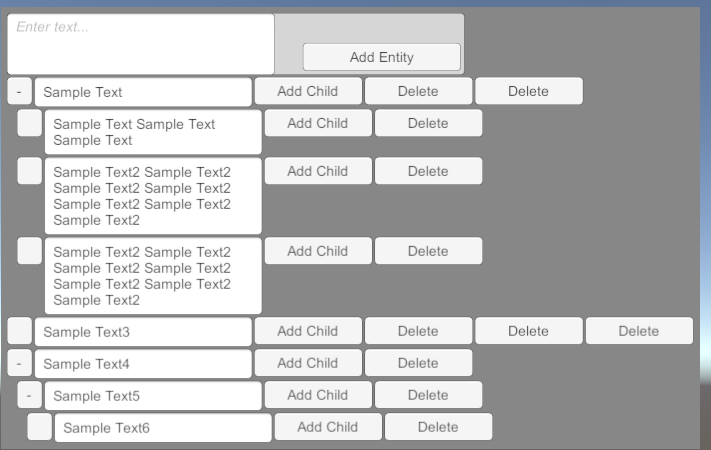 Enter text...
Add Entity
- Sample Text Add Child Delete Delete
Sample Text Sample Text Add Child Delete
Sample Text
Sample Text2 Sample Text2 Add Child Delete
Sample Text2 Sample Text2
Sample Text2 Sample Text2
Sample Text2
Sample Text2 Sample Text2 Add Child Delete
Sample Text2 Sample Text2
Sample Text2 Sample Text2
Sample Text2
Sample Text3 Add Child Delete Delete Delete
- Sample Text4 Add Child Delete
- Sample Text5 Add Child Delete
Sample Text6 Add Child Delete